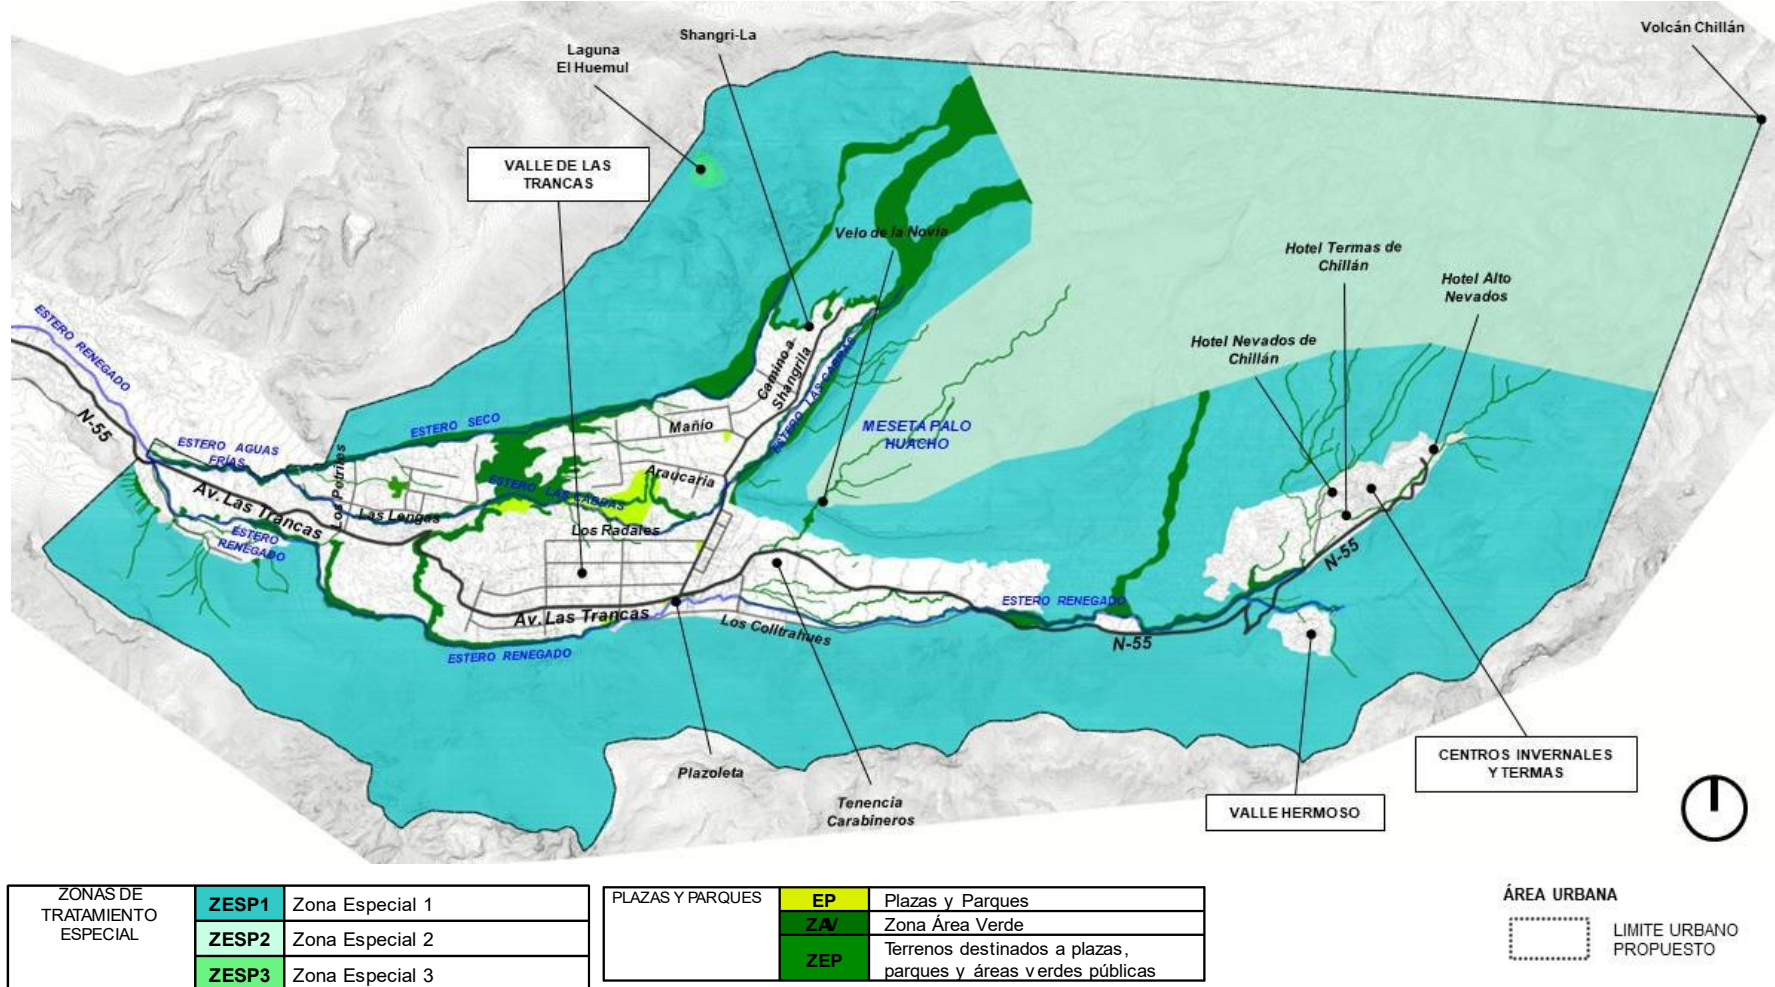 Shangri-La
Volcán Chillán
Laguna
El Huemul
VALLE DE LAS
TRANCAS
Velo de la Novia
Hotel Termas de
Chillán
Hotel Alto
Nevados
Hotel Nevados de
Chillán
ESTERO RENEGADO
N-55
Camino a
Shangrila
ESTERO LAS CABRAS
MESETA PALO
HUACHO
ESTERO SECO
Mañío
ESTERO AGUAS
FRÍAS
Los Petriles
Araucaria
ESTERO LAS CABRAS
Av. Las Trancas
Las Lengas
Los Radales
ESTERO
RENEGADO
N-55
ESTERO RENEGADO
Av. Las Trancas
Los Colltrahues
N-55
ESTERO RENEGADO
Plazoleta
Tenencia
Carabineros
CENTROS INVERNALES
Y TERMAS
VALLE HERMOSO
ZONAS DE
TRATAMIENTO
ESPECIAL
ZESP1 Zona Especial 1
ZESP2 Zona Especial 2
ZESP3 Zona Especial 3
PLAZAS Y PARQUES
EP Plazas y Parques
ZAV Zona Área Verde
ZEP Terrenos destinados a plazas,
parques y áreas verdes públicas
ÁREA URBANA
LIMITE URBANO
PROPUESTO